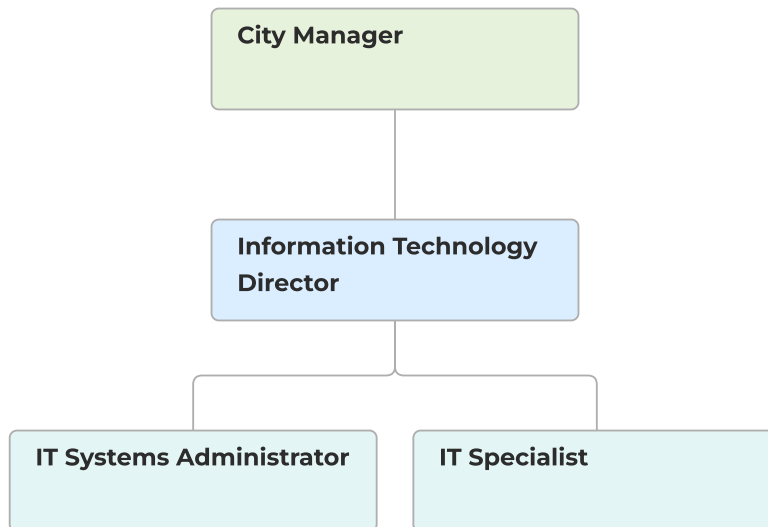 City Manager
Information Technology
Director
IT Systems Administrator
IT Specialist